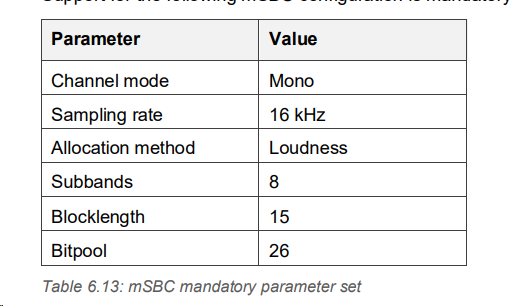 Support for the following mSBC configuration is mandatory
Parameter Value
Channel mode Mono
Sampling rate 16 kHz
Allocation method Loudness
Subbands 8
Blocklength 15
Bitpool 26
Table 6.13: mSBC mandatory parameter set